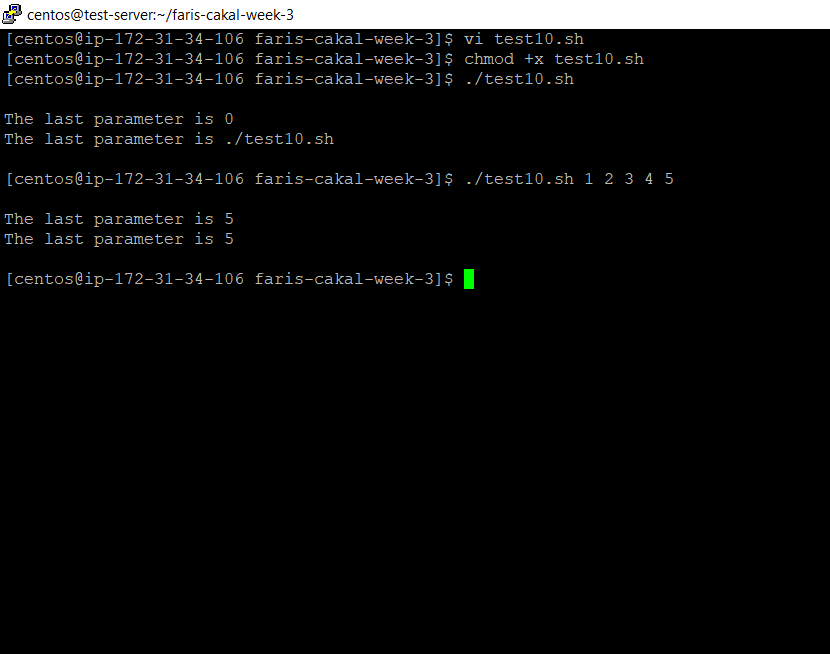 centos@test-server:~/faris-cakal-week-3
[centos@ip-172-31-34-106 faris-cakal-week-3]$ vi test10.sh
[centos@ip-172-31-34-106 faris-cakal-week-3]$ chmod +x test10.sh
[centos@ip-172-31-34-106 faris-cakal-week-3]$ ./test10.sh
The last parameter is 0
The last parameter is ./test10.sh
[centos@ip-172-31-34-106 faris-cakal-week-3]$ ./test10.sh 1 2 3 4 5
The last parameter is 5
The last parameter is 5
[centos@ip-172-31-34-106 faris-cakal-week-3]$